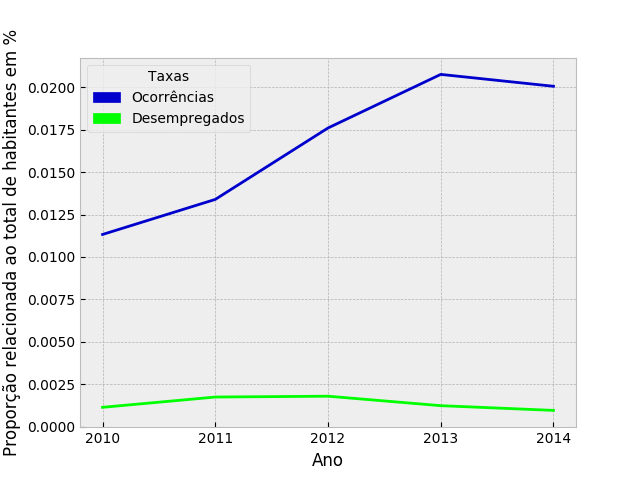 Proporção relacionada ao total de habitantes em %
Taxas
Ocorrências
Desempregados
0.0200
0.0175
0.0150
0.0125
0.0100
0.0075
0.0050
0.0025
0.0000
2010 2011 2012 2013 2014
Ano